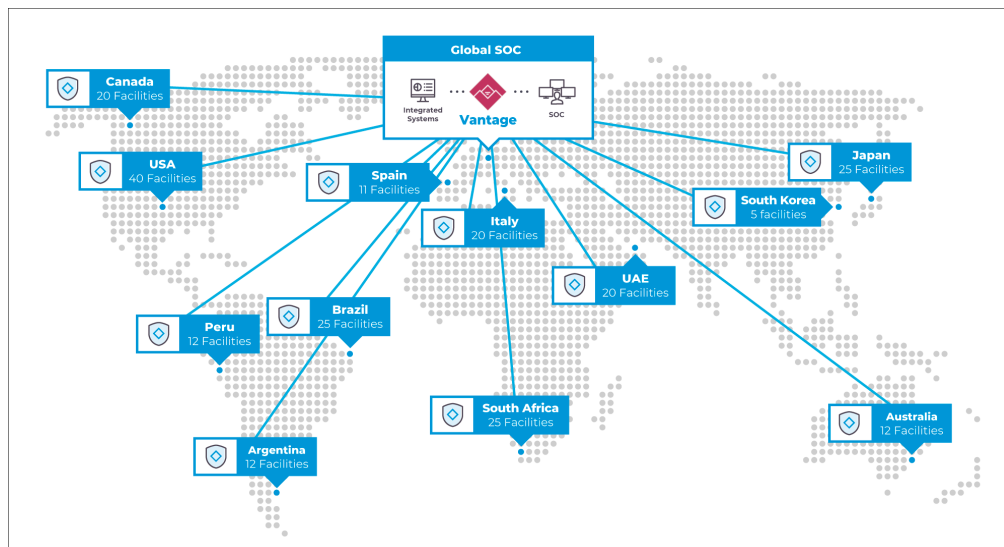 Global SOC
Integrated
Systems
Vantage
SOC
Canada
20 Facilities
USA
40 Facilities
Spain
11 Facilities
Italy
20 Facilities
Japan
25 Facilities
South Korea
5 facilities
UAE
20 Facilities
Brazil
25 Facilities
Peru
12 Facilities
South Africa
25 Facilities
Australia
12 Facilities
Argentina
12 Facilities